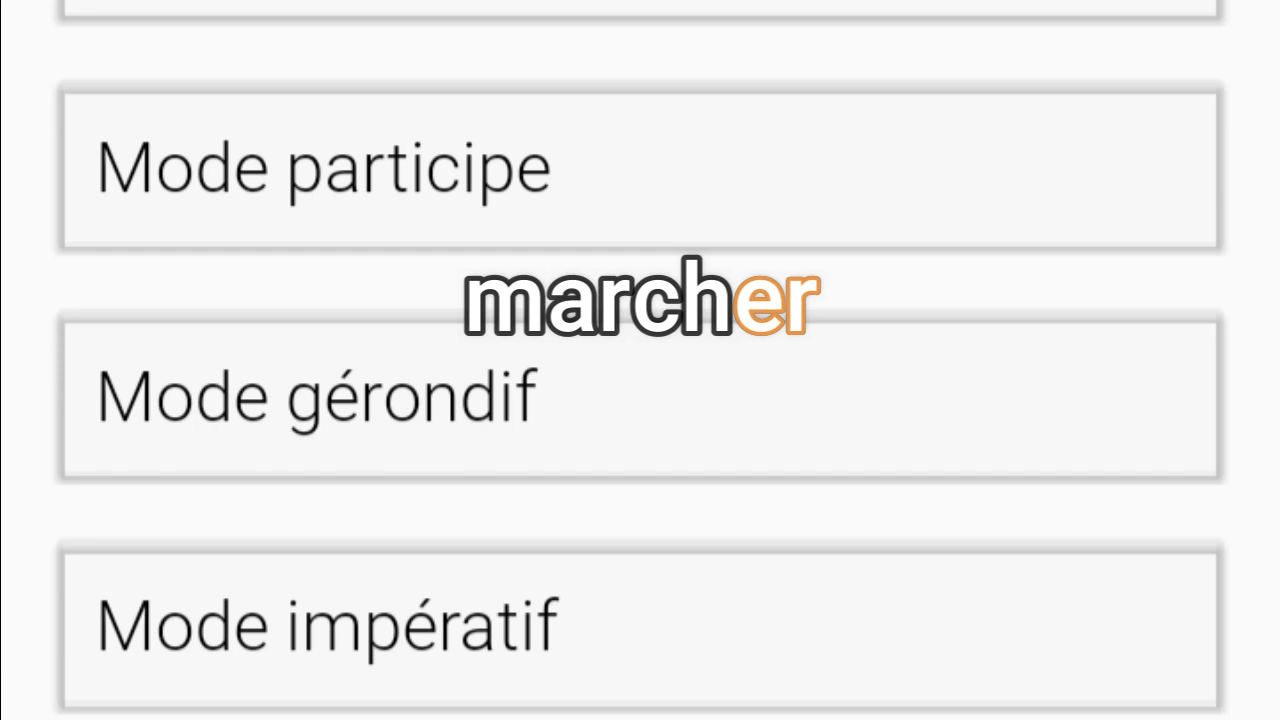 Mode participe
marcher
Mode gérondif
Mode impératif